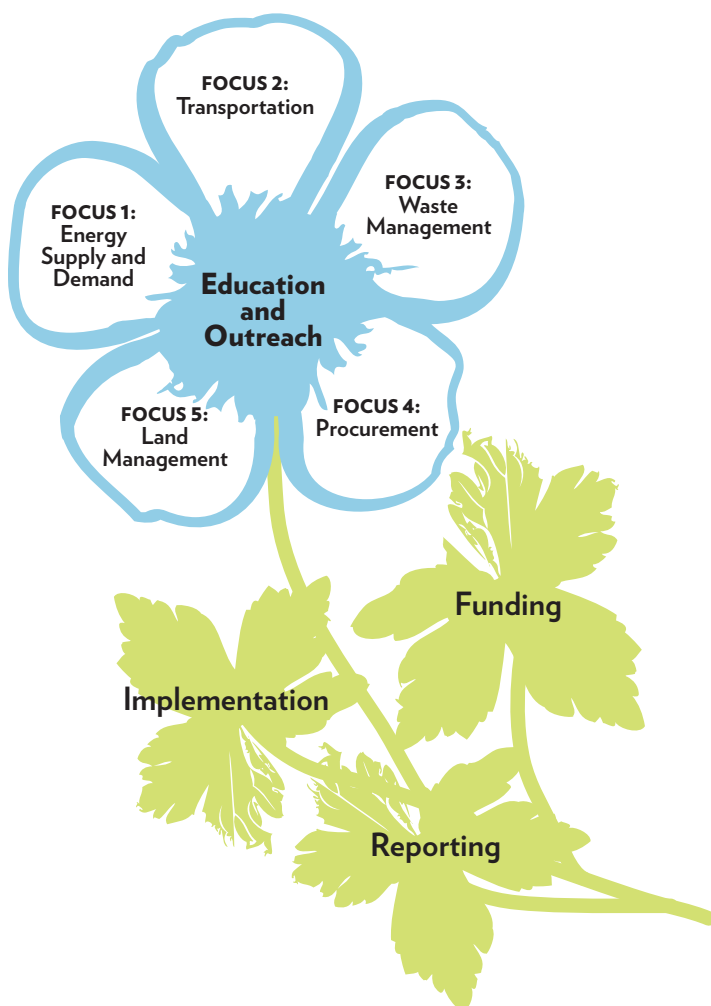 FOCUS 2:
Transportation
FOCUS 3:
Waste
Management
FOCUS 1:
Energy
Supply and
Demand
Education
and
Outreach
FOCUS 4:
Procurement
FOCUS 5:
Land
Management
Funding
Implementation
Reporting